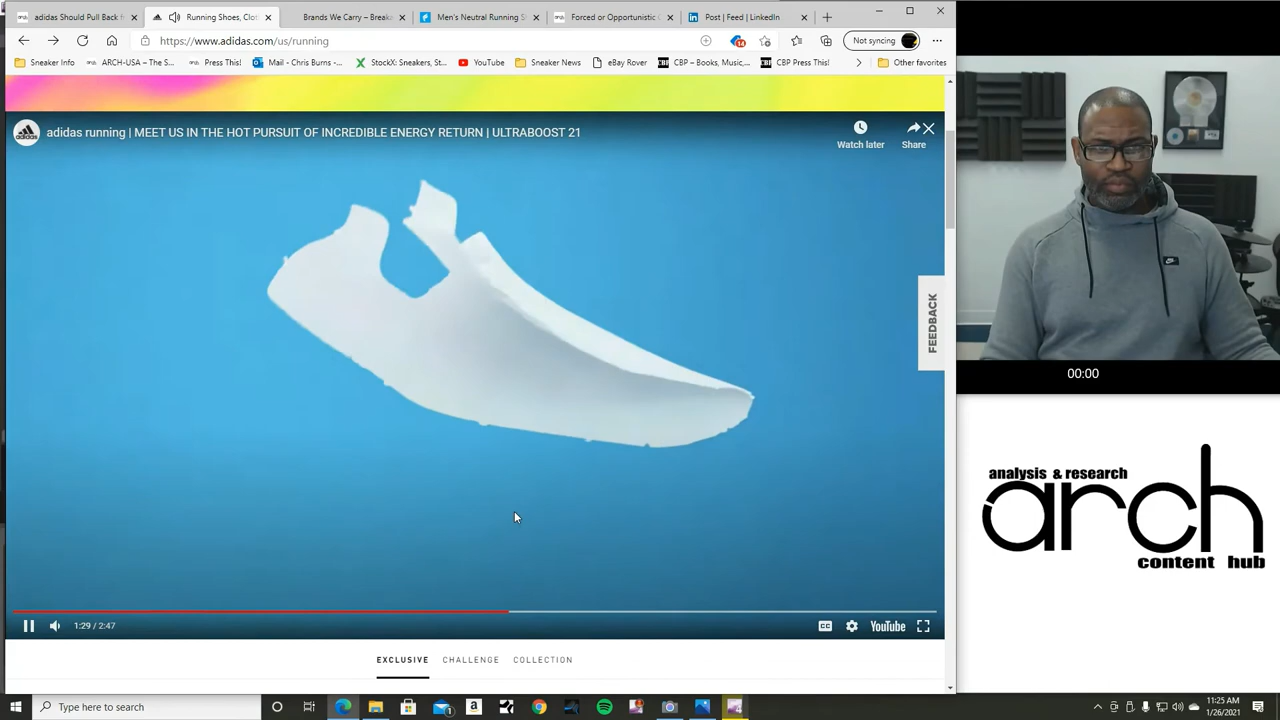 adidas Should Pull Back f
Running Shoes, Clot
Brands We Carry – Breaka
Men's Neutral Running S
Forced or Opportunistic C
Post | Feed | LinkedIn
https://www.adidas.com/us/running
14
Not syncing
Sneaker Info
ARCH-USA – The S...
Press This!
Mail - Chris Burns -...
StockX: Sneakers, St...
YouTube
Sneaker News
eBay Rover
CBP – Books, Music,...
CBP Press This!
Other favorites
adidas running | MEET US IN THE HOT PURSUIT OF INCREDIBLE ENERGY RETURN | ULTRABOOST 21
Watch later
Share
FEEDBACK
1:29 / 2:47
CC
YouTube
EXCLUSIVE
CHALLENGE
COLLECTION
00:00
analysis & research
arch
content hub
Type here to search
11:25 AM
1/26/2021